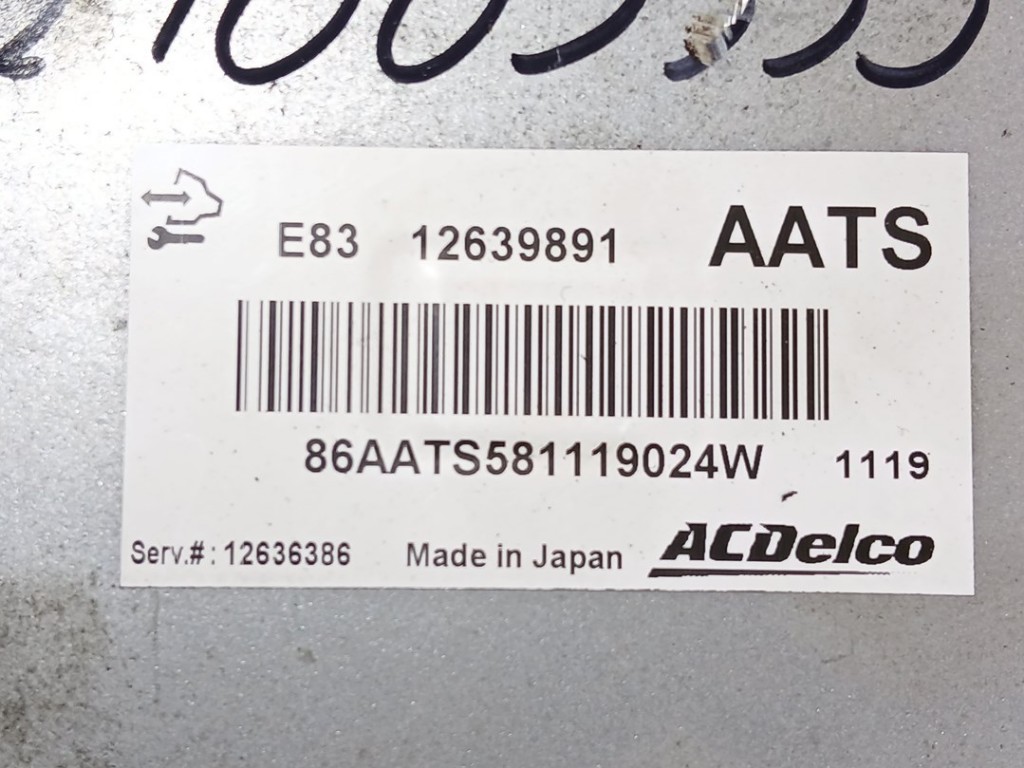 E83 12639891 AATS
86AATS581119024W 1119
Serv.#: 12636386 Made in Japan ACDelco